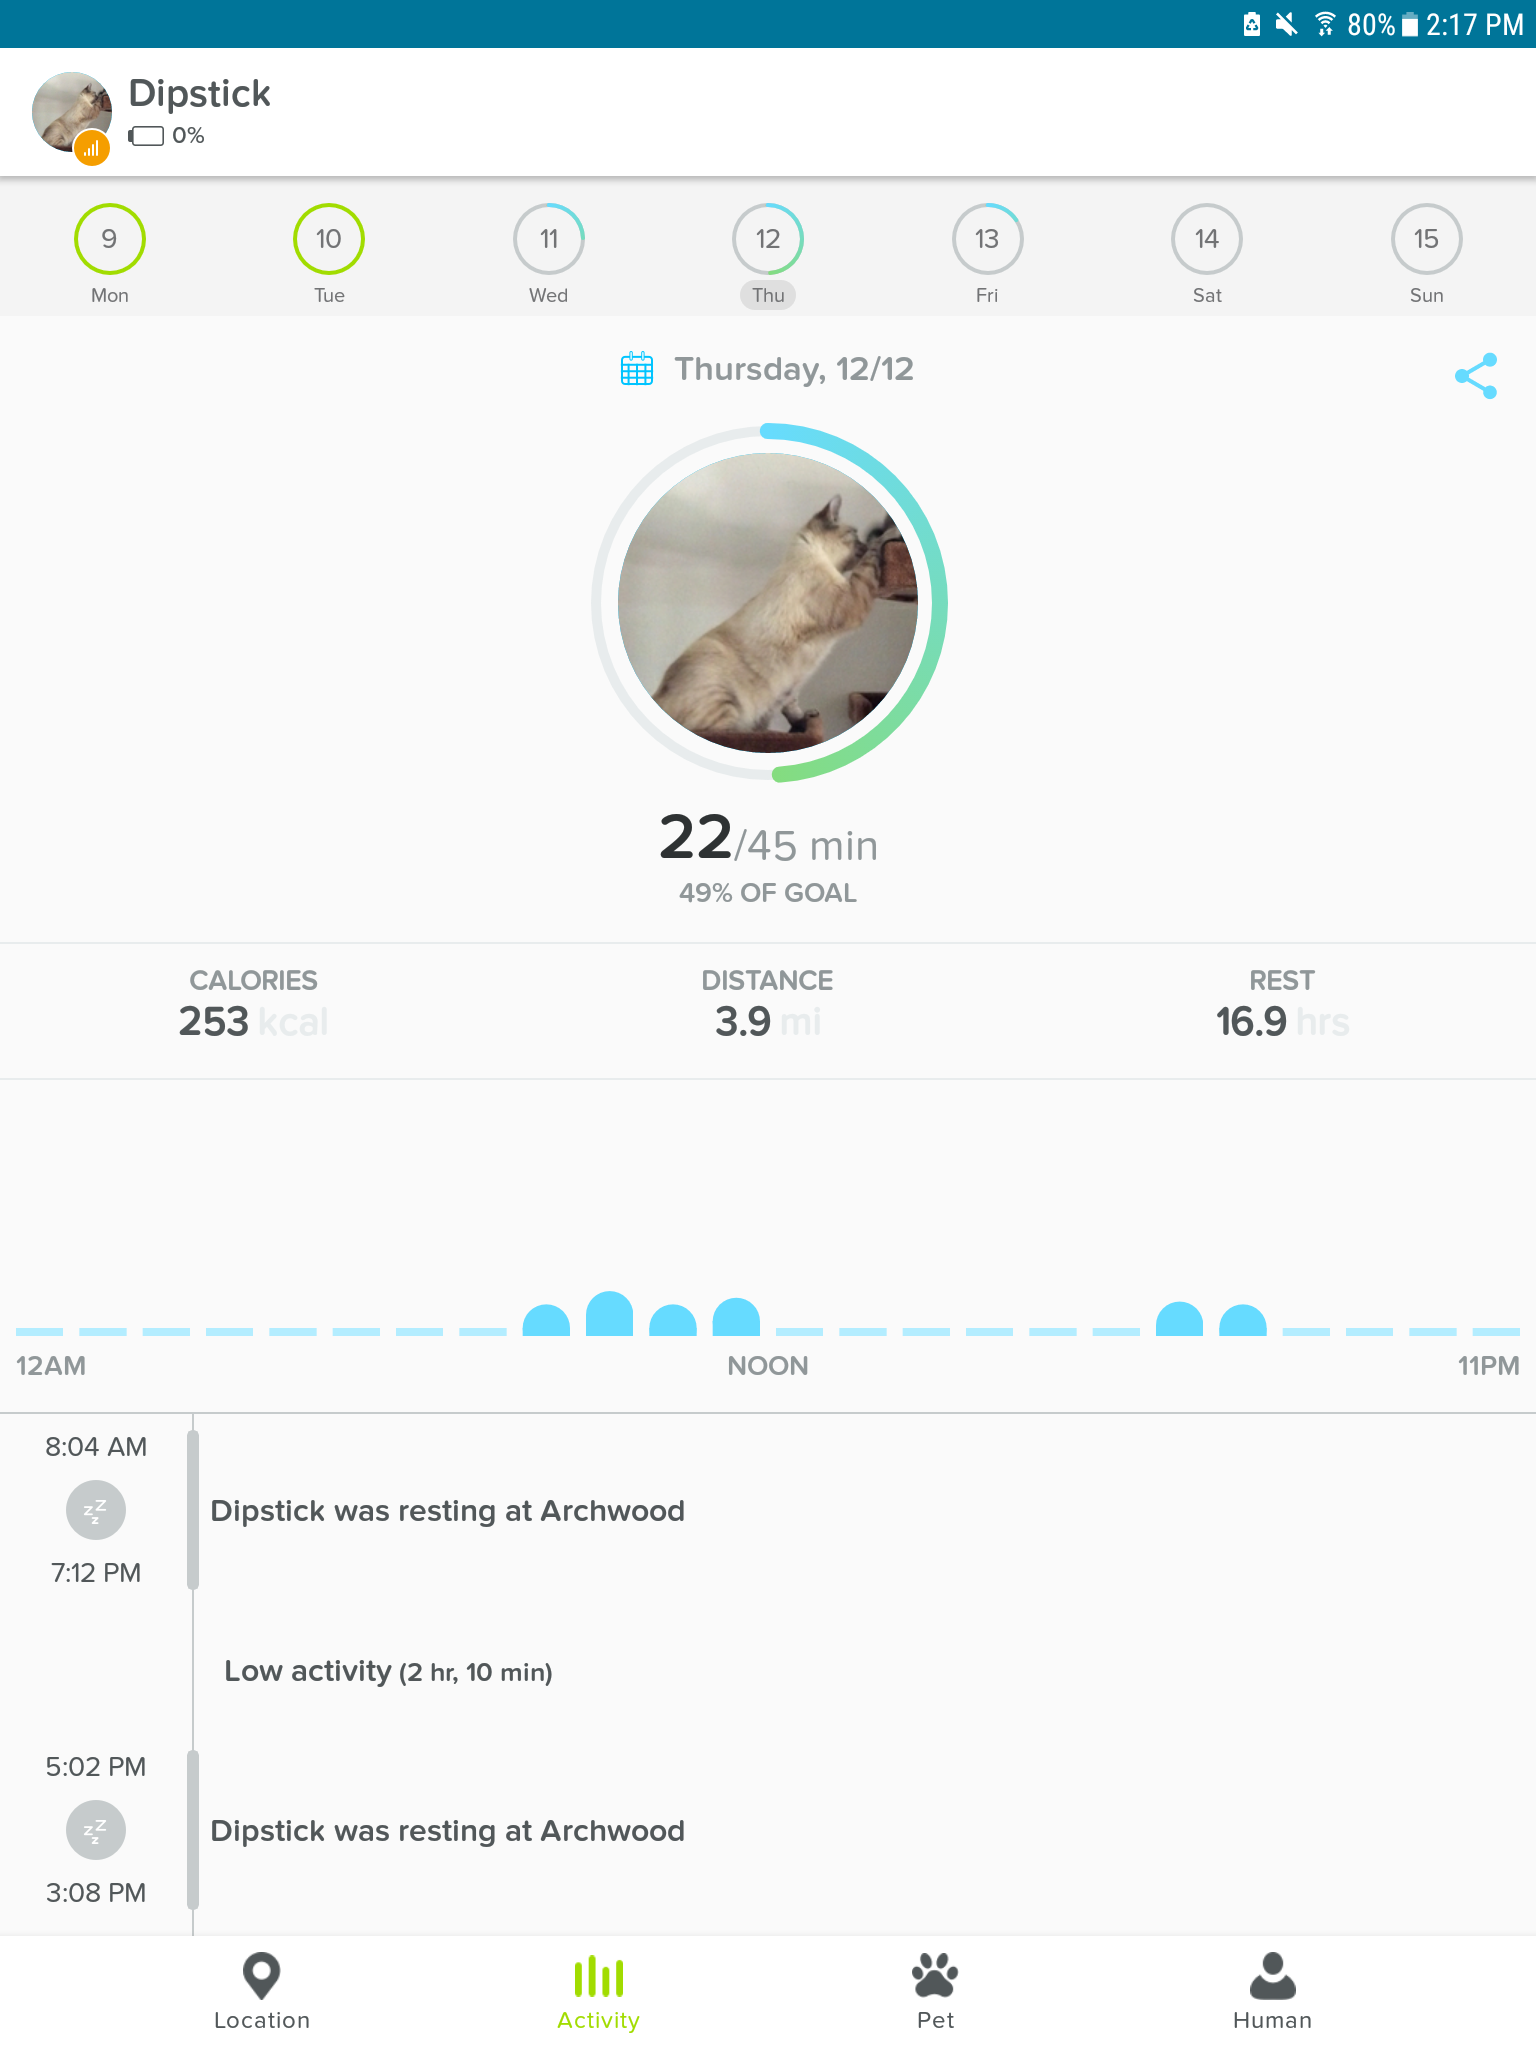 80% 2:17 PM
Dipstick
0%
9 10 11 12 13 14 15
Mon Tue Wed Thu Fri Sat Sun
Thursday, 12/12
22/45 min
49% OF GOAL
CALORIES DISTANCE REST
253 kcal 3.9 mi 16.9 hrs
12AM NOON 11PM
8:04 AM
zzz
Dipstick was resting at Archwood
7:12 PM
Low activity (2 hr, 10 min)
5:02 PM
zzz
Dipstick was resting at Archwood
3:08 PM
Location Activity Pet Human